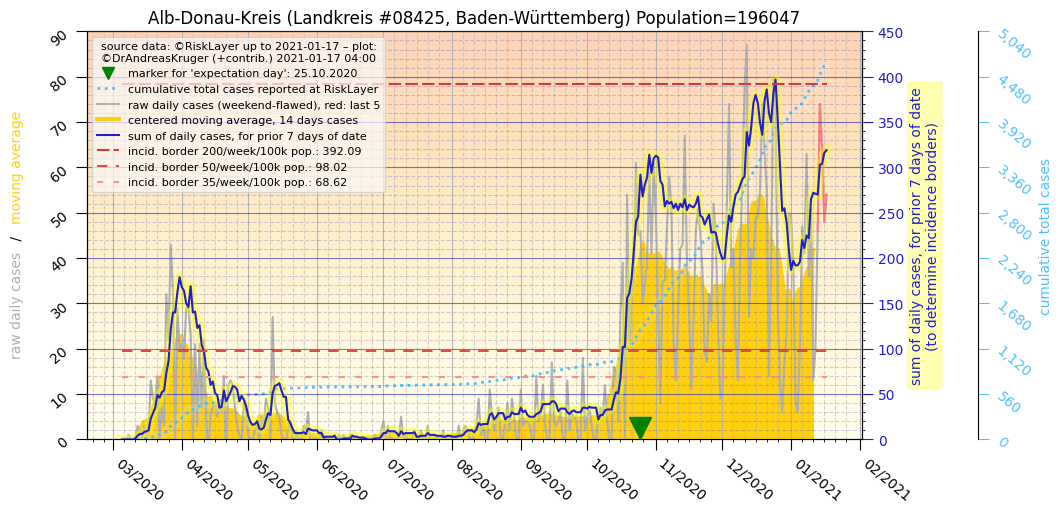 Alb-Donau-Kreis (Landkreis #08425, Baden-Württemberg) Population=196047
source data: ©RiskLayer up to 2021-01-17 – plot:
©DrAndreasKruger (+contrib.) 2021-01-17 04:00
marker for 'expectation day': 25.10.2020
cumulative total cases reported at RiskLayer
raw daily cases (weekend-flawed), red: last 5
centered moving average, 14 days cases
sum of daily cases, for prior 7 days of date
incid. border 200/week/100k pop.: 392.09
incid. border 50/week/100k pop.: 98.02
incid. border 35/week/100k pop.: 68.62
raw daily cases / moving average
90
80
70
60
50
40
30
20
10
0
03/2020
04/2020
05/2020
06/2020
07/2020
08/2020
09/2020
10/2020
11/2020
12/2020
01/2021
02/2021
450
400
350
300
250
200
150
100
50
0
sum of daily cases, for prior 7 days of date
(to determine incidence borders)
5,040
4,480
3,920
3,360
2,800
2,240
1,680
1,120
560
0
cumulative total cases